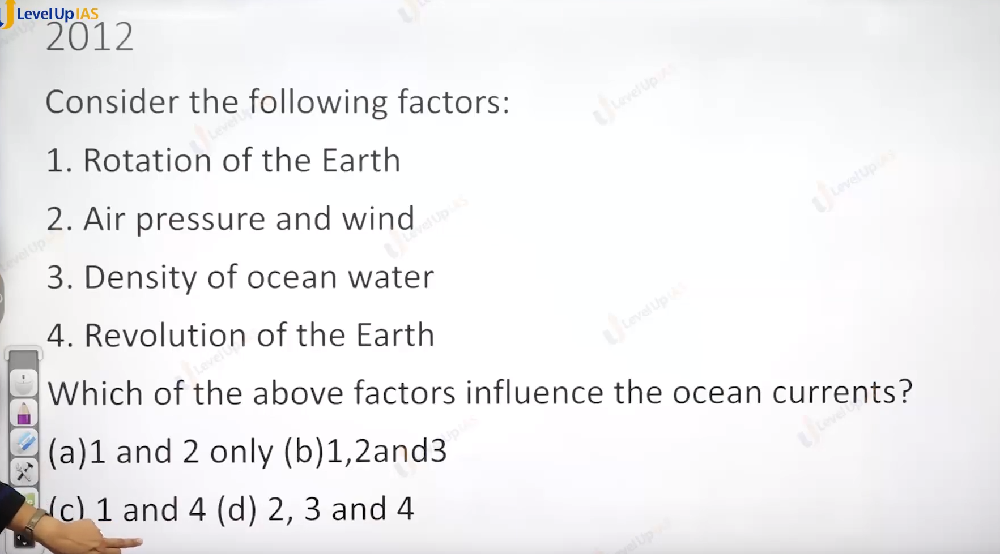 LevelUp IAS
2012
Consider the following factors:
1. Rotation of the Earth
2. Air pressure and wind
3. Density of ocean water
4. Revolution of the Earth
Which of the above factors influence the ocean currents?
(a)1 and 2 only (b)1,2and3
(c) 1 and 4 (d) 2, 3 and 4